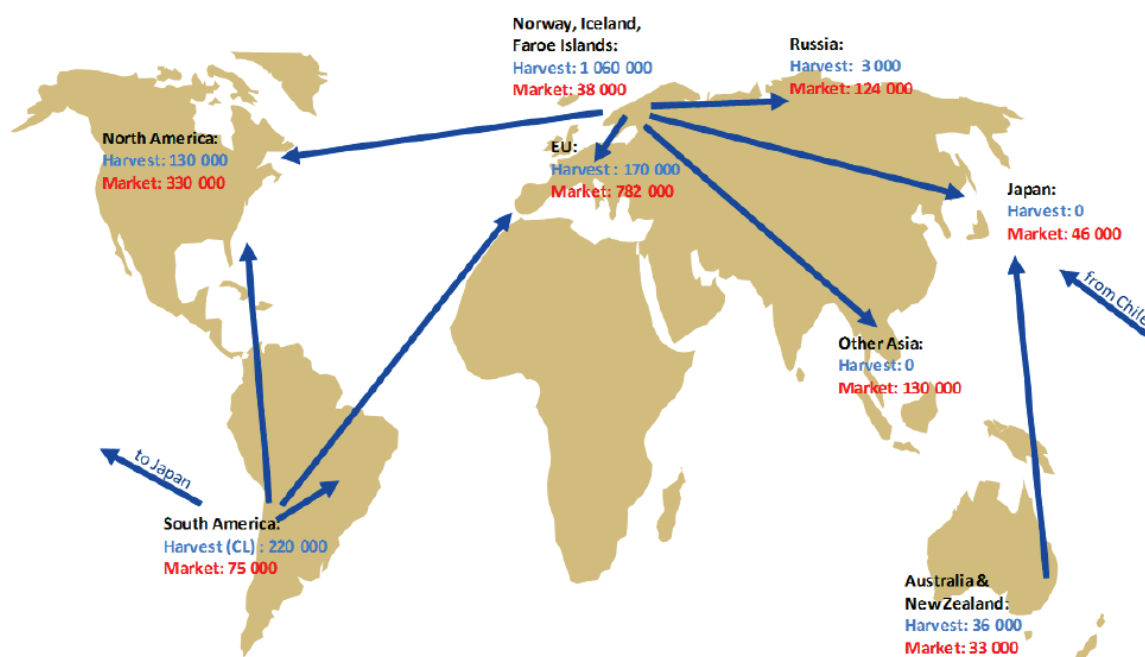 Norway, Iceland,
Faroe Islands:
Harvest: 1 060 000
Market: 38 000
Russia:
Harvest: 3 000
Market: 124 000
North America:
Harvest: 130 000
Market: 330 000
EU:
Harvest : 170 000
Market: 782 000
Japan:
Harvest: 0
Market: 46 000
from Chile
Other Asia:
Harvest: 0
Market: 130 000
to Japan
South America:
Harvest (CL) : 220 000
Market: 75 000
Australia &
New Zealand:
Harvest: 36 000
Market: 33 000